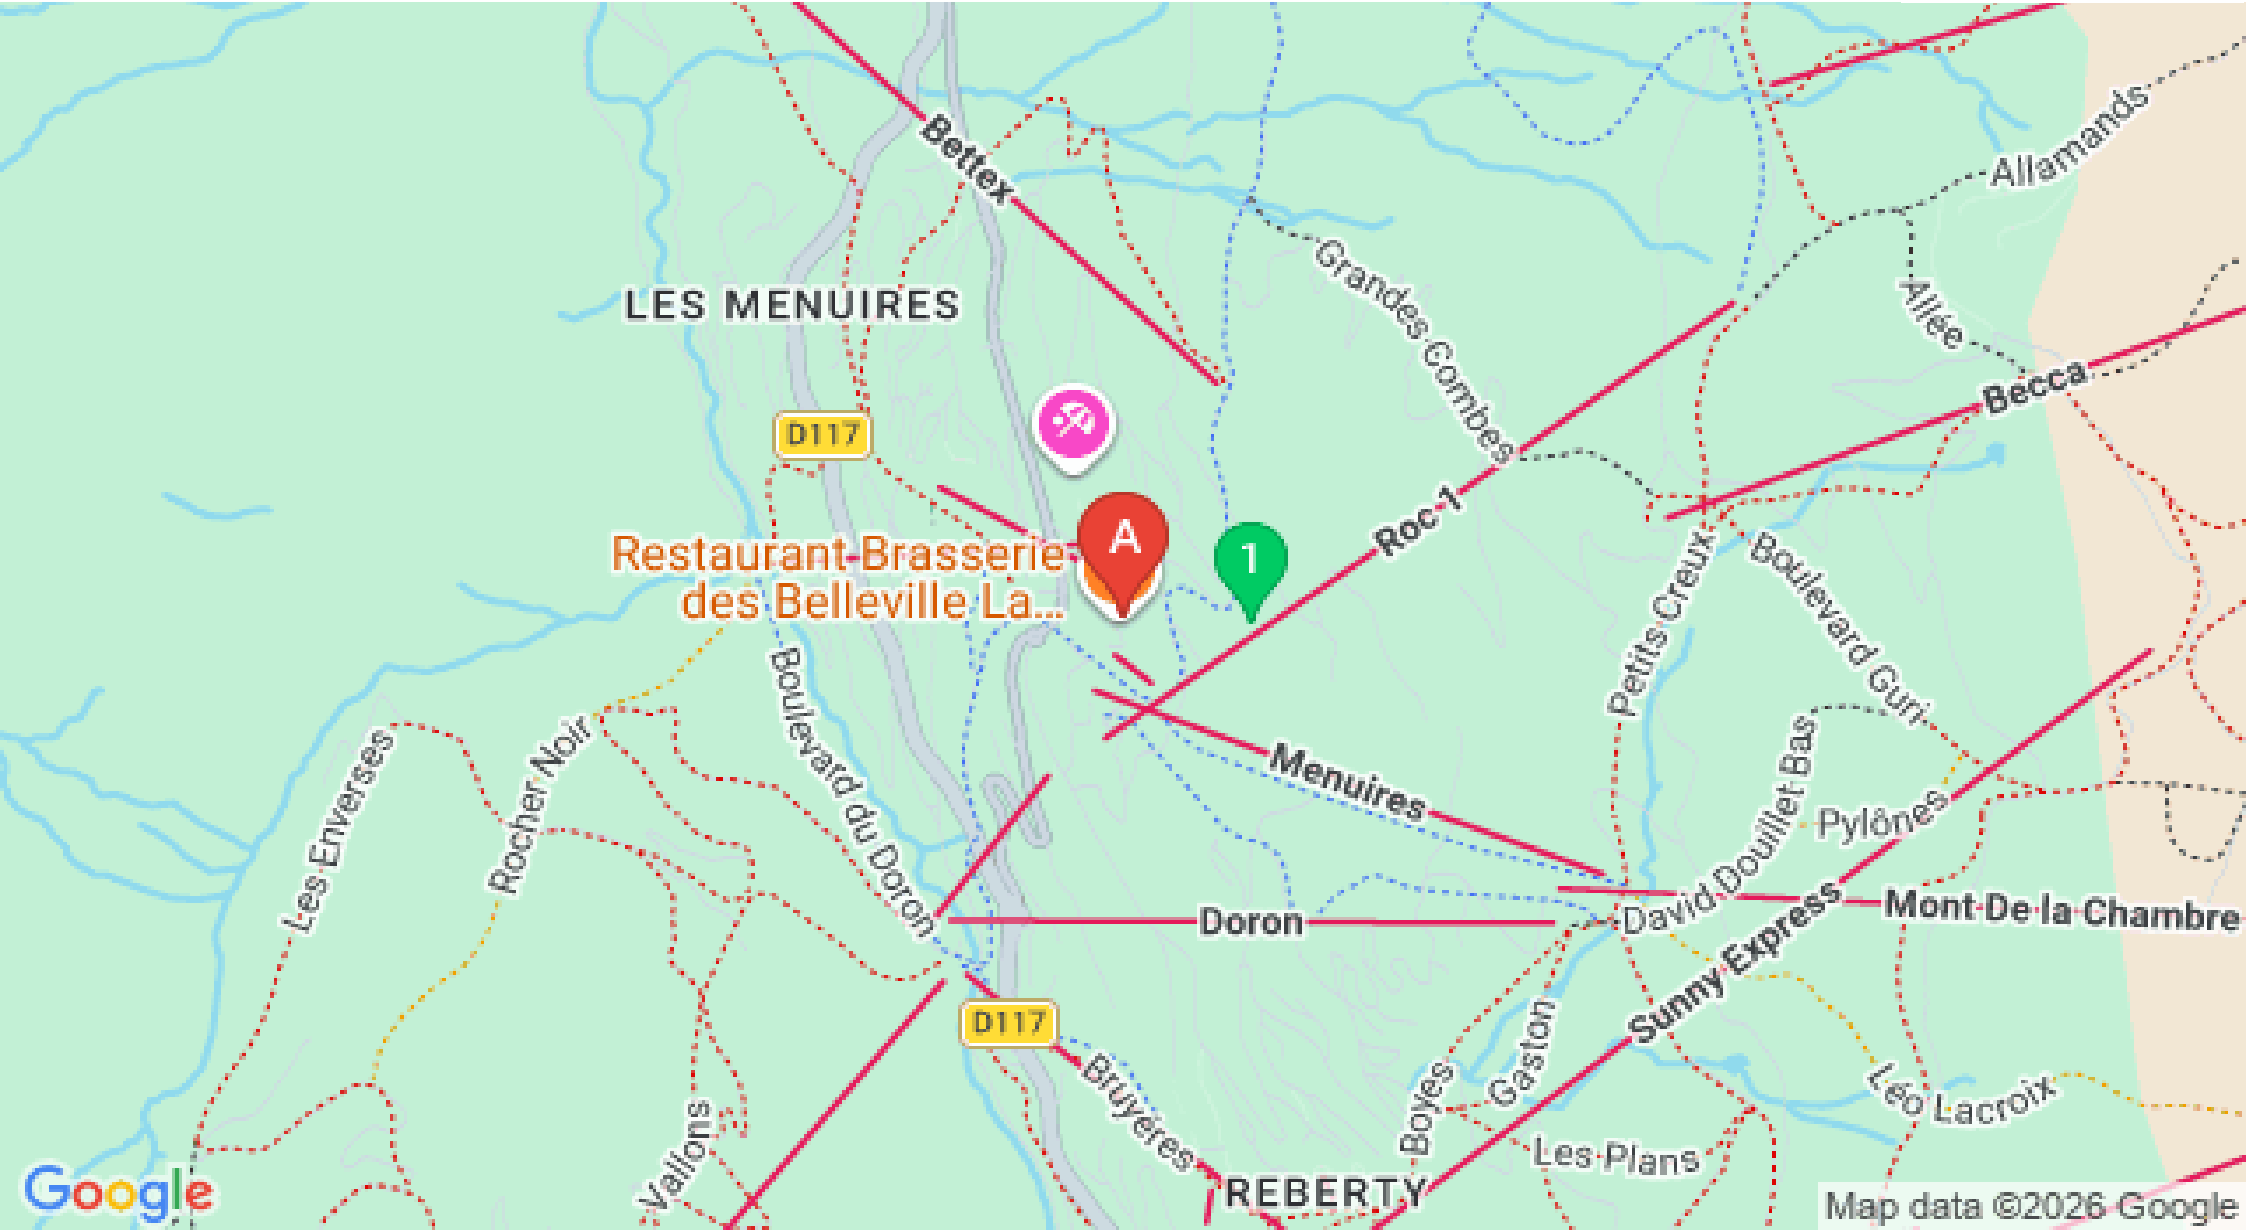 Bettex
Allamands
Grandes Combes
Allée
LES MENUIRES
Becca
D117
A
1
Roc 1
Restaurant Brasserie
des Belleville La...
Petits Creux
Boulevard Guri
Boulevard du Doron
Les Enverses
Rocher Noir
Menuires
David Douillet Bas
Pylônes
Doron
Mont De la Chambre
Sunny Express
D117
Bruyéres
Gaston
Boyes
Léo Lacroix
Vallons
Les Plans
REBERTY
Google
Map data ©2026 Google